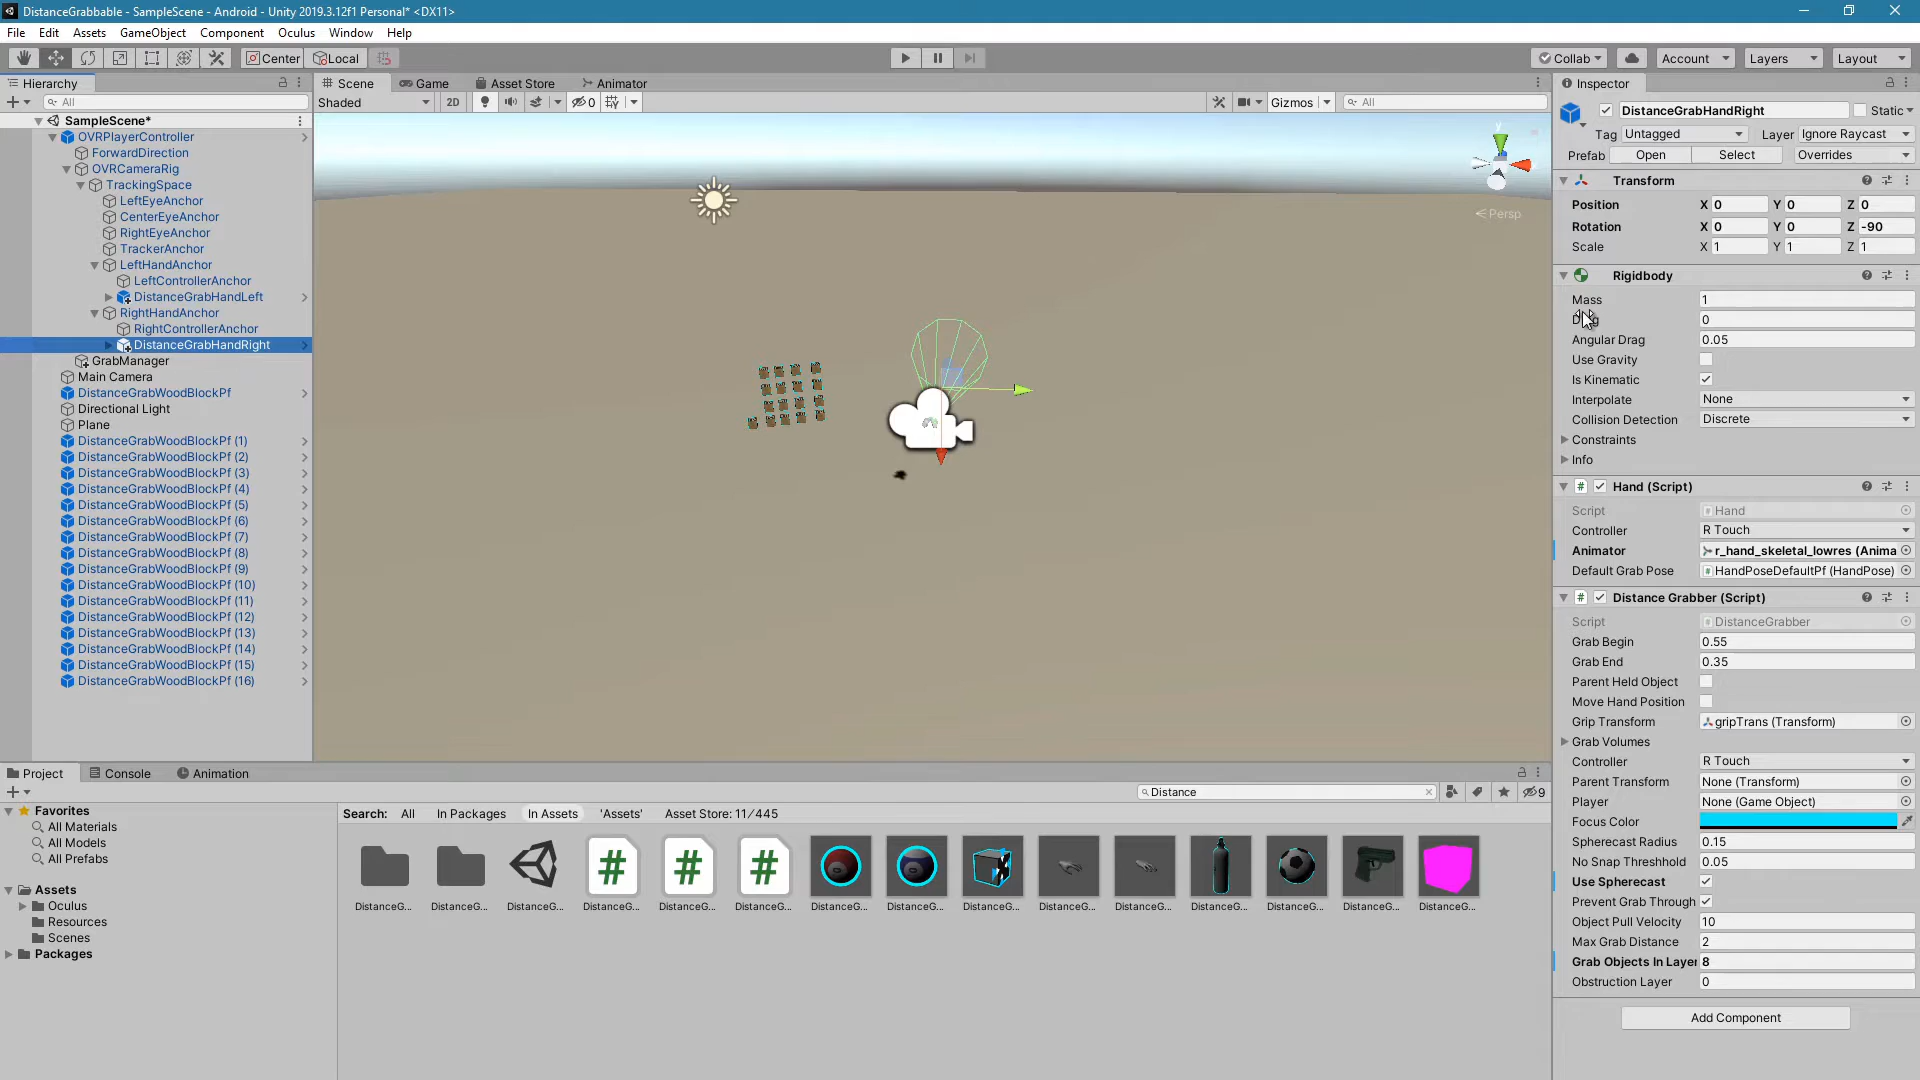 DistanceGrabbable - SampleScene - Android - Unity 2019.3.12f1 Personal* <DX11>
File Edit Assets GameObject Component Oculus Window Help
Center Local Collab Account Layers Layout
Hierarchy
All
SampleScene*
OVRPlayerController
ForwardDirection
OVRCameraRig
TrackingSpace
LeftEyeAnchor
CenterEyeAnchor
RightEyeAnchor
TrackerAnchor
LeftHandAnchor
LeftControllerAnchor
DistanceGrabHandLeft
RightHandAnchor
RightControllerAnchor
DistanceGrabHandRight
GrabManager
Main Camera
DistanceGrabWoodBlockPf
Directional Light
Plane
DistanceGrabWoodBlockPf (1)
DistanceGrabWoodBlockPf (2)
DistanceGrabWoodBlockPf (3)
DistanceGrabWoodBlockPf (4)
DistanceGrabWoodBlockPf (5)
DistanceGrabWoodBlockPf (6)
DistanceGrabWoodBlockPf (7)
DistanceGrabWoodBlockPf (8)
DistanceGrabWoodBlockPf (9)
DistanceGrabWoodBlockPf (10)
DistanceGrabWoodBlockPf (11)
DistanceGrabWoodBlockPf (12)
DistanceGrabWoodBlockPf (13)
DistanceGrabWoodBlockPf (14)
DistanceGrabWoodBlockPf (15)
DistanceGrabWoodBlockPf (16)
Scene Game Asset Store Animator
Shaded 2D 0 Gizmos All
y
Persp
Inspector
DistanceGrabHandRight Static
Tag Untagged Layer Ignore Raycast
Prefab Open Select Overrides
Transform
Position X 0 Y 0 Z 0
Rotation X 0 Y 0 Z -90
Scale X 1 Y 1 Z 1
Rigidbody
Mass 1
Drag 0
Angular Drag 0.05
Use Gravity
Is Kinematic
Interpolate None
Collision Detection Discrete
Constraints
Info
# Hand (Script)
Script Hand
Controller R Touch
Animator r_hand_skeletal_lowres (Anima
Default Grab Pose HandPoseDefaultPf (HandPose)
# Distance Grabber (Script)
Script DistanceGrabber
Grab Begin 0.55
Grab End 0.35
Parent Held Object
Move Hand Position
Grip Transform gripTrans (Transform)
Grab Volumes
Controller R Touch
Parent Transform None (Transform)
Player None (Game Object)
Focus Color
Spherecast Radius 0.15
No Snap Threshhold 0.05
Use Spherecast
Prevent Grab Through
Object Pull Velocity 10
Max Grab Distance 2
Grab Objects In Layer 8
Obstruction Layer 0
Add Component
Project Console Animation
Distance 9
Favorites
All Materials
All Models
All Prefabs
Assets
Oculus
Resources
Scenes
Packages
Search: All In Packages In Assets 'Assets' Asset Store: 11/445
DistanceG... DistanceG... DistanceG... DistanceG... DistanceG... DistanceG... DistanceG... DistanceG... DistanceG... DistanceG... DistanceG... DistanceG... DistanceG... DistanceG... DistanceG...